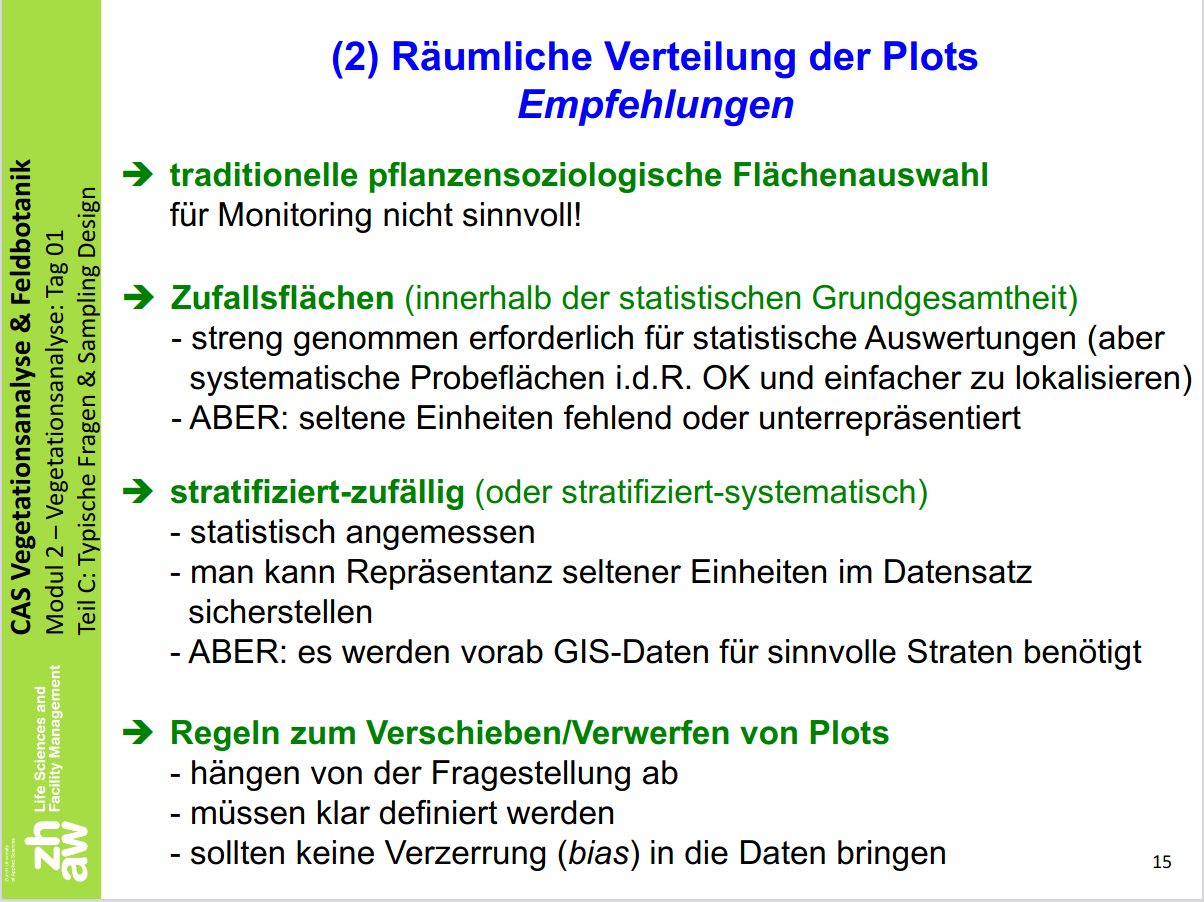 (2) Räumliche Verteilung der Plots
Empfehlungen
➔ traditionelle pflanzensoziologische Flächenauswahl
für Monitoring nicht sinnvoll!
➔ Zufallsflächen (innerhalb der statistischen Grundgesamtheit)
- streng genommen erforderlich für statistische Auswertungen (aber
systematische Probeflächen i.d.R. OK und einfacher zu lokalisieren)
- ABER: seltene Einheiten fehlend oder unterrepräsentiert
➔ stratifiziert-zufällig (oder stratifiziert-systematisch)
- statistisch angemessen
- man kann Repräsentanz seltener Einheiten im Datensatz
sicherstellen
- ABER: es werden vorab GIS-Daten für sinnvolle Straten benötigt
➔ Regeln zum Verschieben/Verwerfen von Plots
- hängen von der Fragestellung ab
- müssen klar definiert werden
- sollten keine Verzerrung (bias) in die Daten bringen
15
CAS Vegetationsanalyse & Feldbotanik
Modul 2 – Vegetationsanalyse: Tag 01
Teil C: Typische Fragen & Sampling Design
Life Sciences and
Facility Management
zh
aw